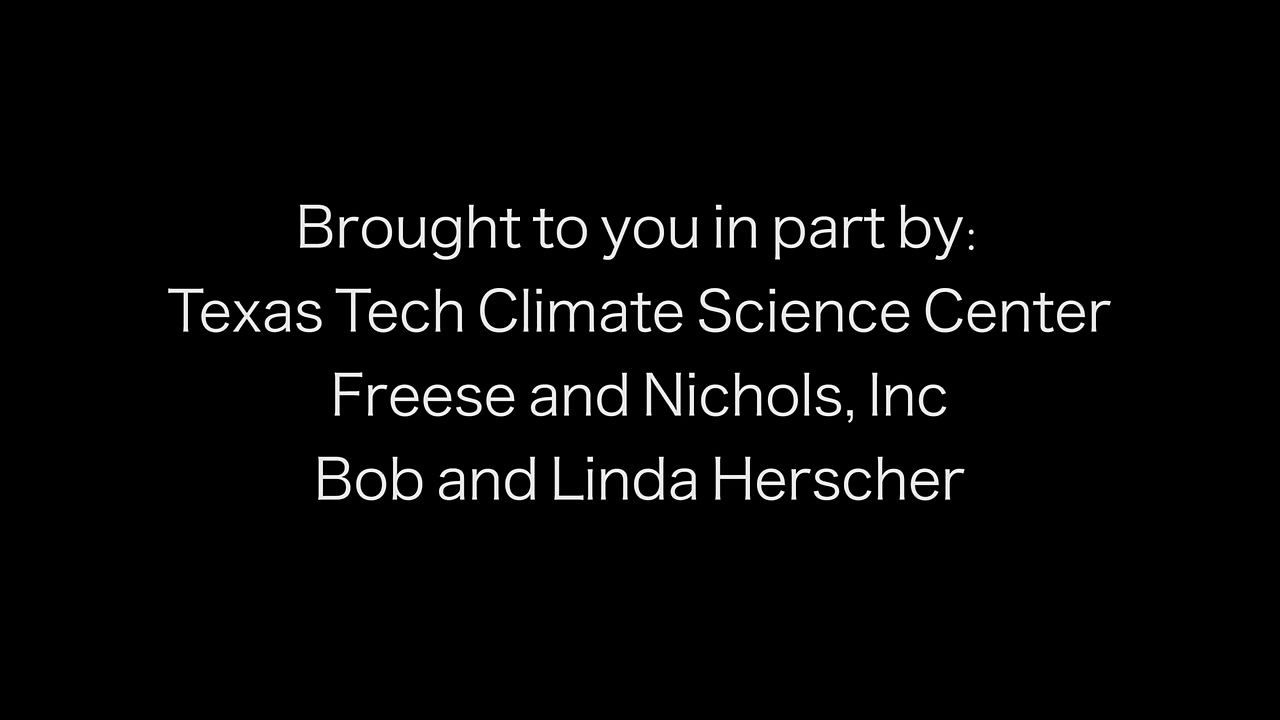 Brought to you in part by:
Texas Tech Climate Science Center
Freese and Nichols, Inc
Bob and Linda Herscher